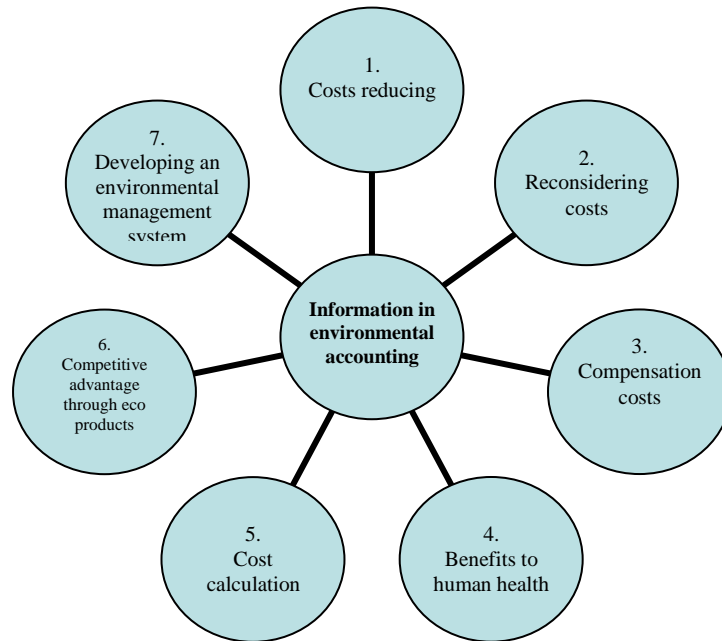 1.
Costs reducing
2.
Reconsidering
costs
3.
Compensation
costs
4.
Benefits to
human health
5.
Cost
calculation
6.
Competitive
advantage
through eco
products
7.
Developing an
environmental
management
system
Information in
environmental
accounting